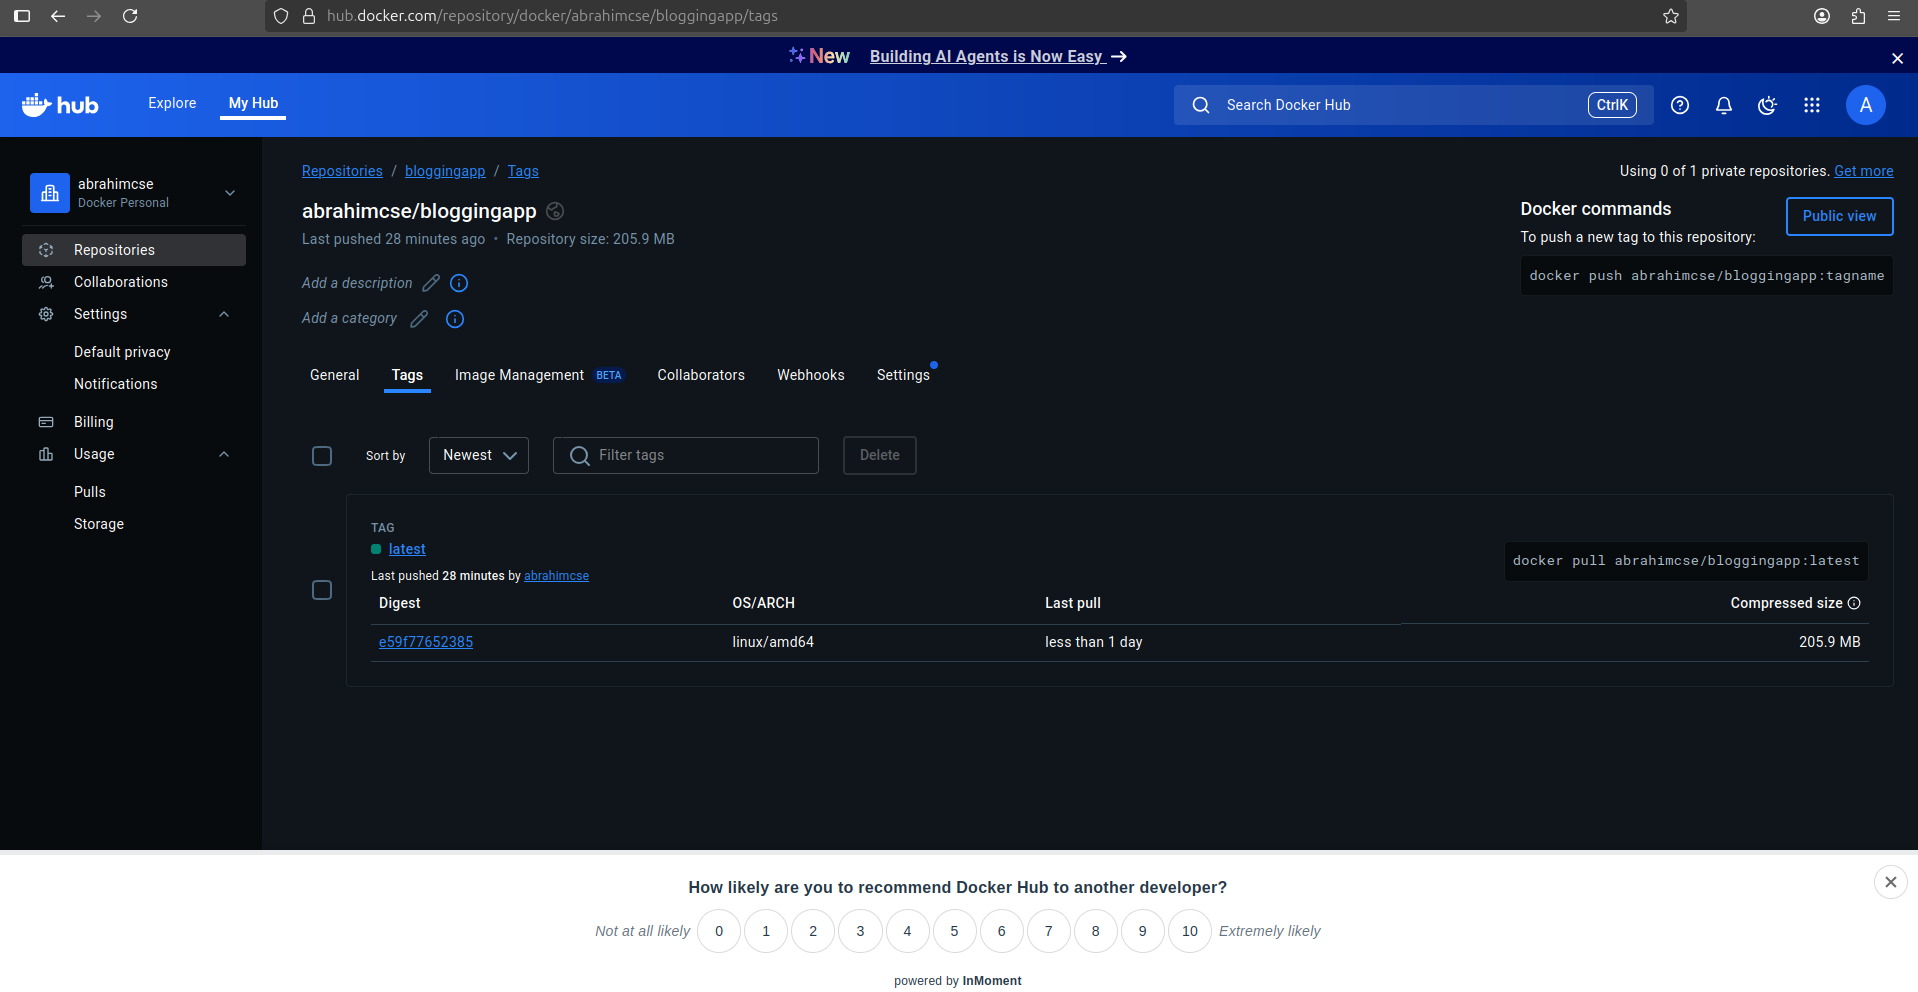 hub.docker.com/repository/docker/abrahimcse/bloggingapp/tags
New Building AI Agents is Now Easy →
hub Explore My Hub Search Docker Hub CtrlK A
abrahimcse
Docker Personal
Repositories
Collaborations
Settings
Default privacy
Notifications
Billing
Usage
Pulls
Storage
Repositories / bloggingapp / Tags
Using 0 of 1 private repositories. Get more
abrahimcse/bloggingapp
Last pushed 28 minutes ago • Repository size: 205.9 MB
Docker commands
Public view
To push a new tag to this repository:
docker push abrahimcse/bloggingapp:tagname
Add a description
Add a category
General Tags Image Management BETA Collaborators Webhooks Settings
Sort by Newest Filter tags Delete
TAG
latest
Last pushed 28 minutes by abrahimcse
docker pull abrahimcse/bloggingapp:latest
Digest OS/ARCH Last pull Compressed size
e59f77652385 linux/amd64 less than 1 day 205.9 MB
How likely are you to recommend Docker Hub to another developer?
Not at all likely 0 1 2 3 4 5 6 7 8 9 10 Extremely likely
powered by InMoment